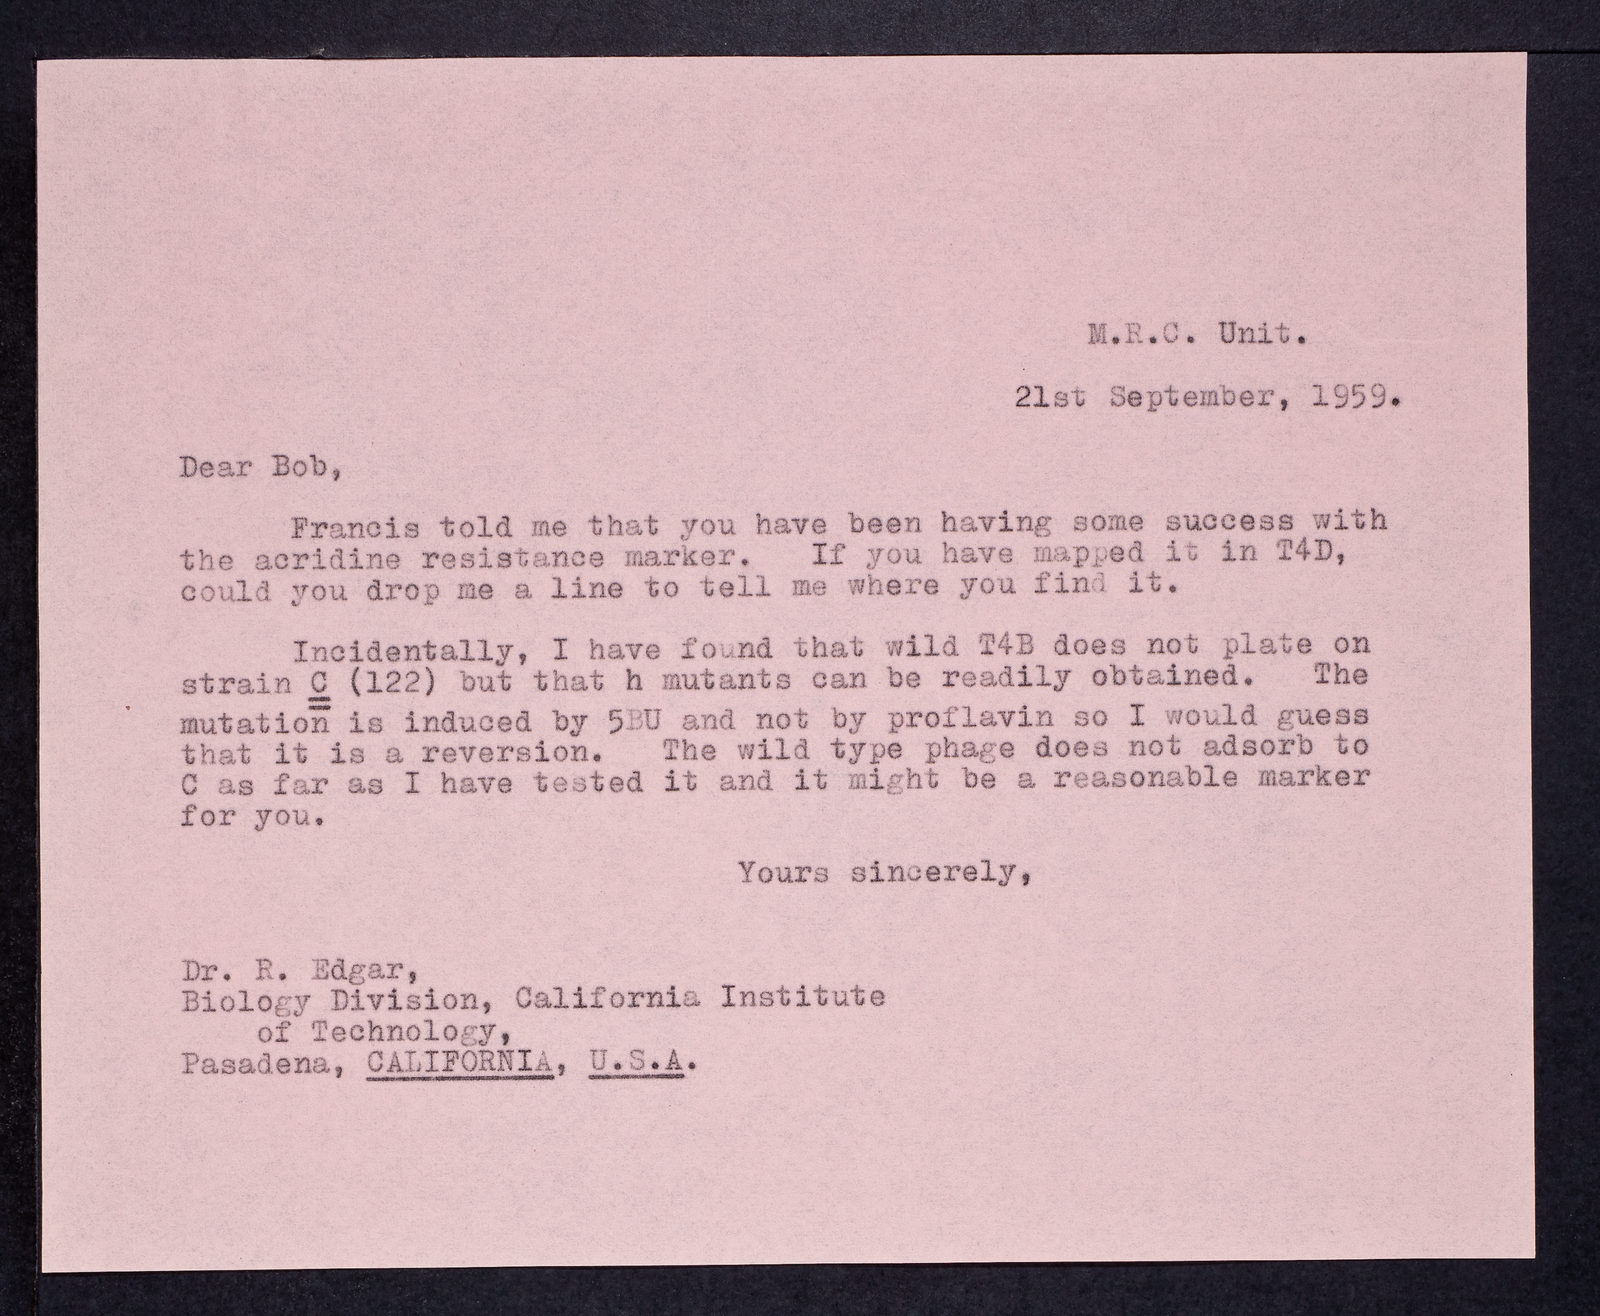 M.R.C. Unit.
21st September, 1959.
Dear Bob,
Francis told me that you have been having some success with
the acridine resistance marker. If you have mapped it in T4D,
could you drop me a line to tell me where you find it.
Incidentally, I have found that wild T4B does not plate on
strain C (122) but that h mutants can be readily obtained. The
mutation is induced by 5BU and not by proflavin so I would guess
that it is a reversion. The wild type phage does not adsorb to
C as far as I have tested it and it might be a reasonable marker
for you.
Yours sincerely,
Dr. R. Edgar,
Biology Division, California Institute
of Technology,
Pasadena, CALIFORNIA, U.S.A.